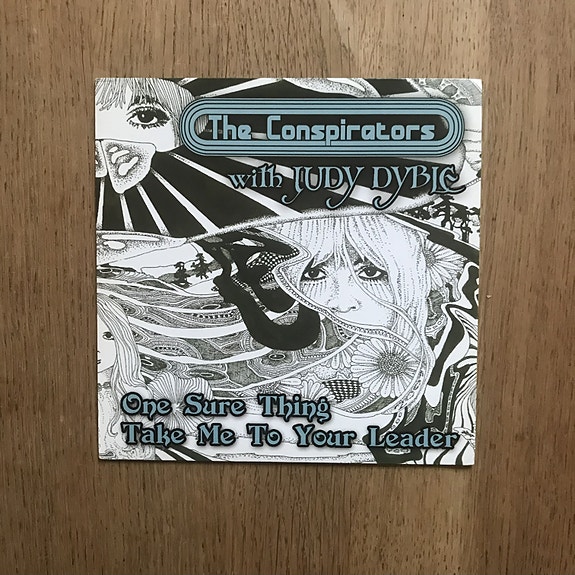 The Conspirators
with JUDY DYBLE
One Sure Thing
Take Me To Your Leader